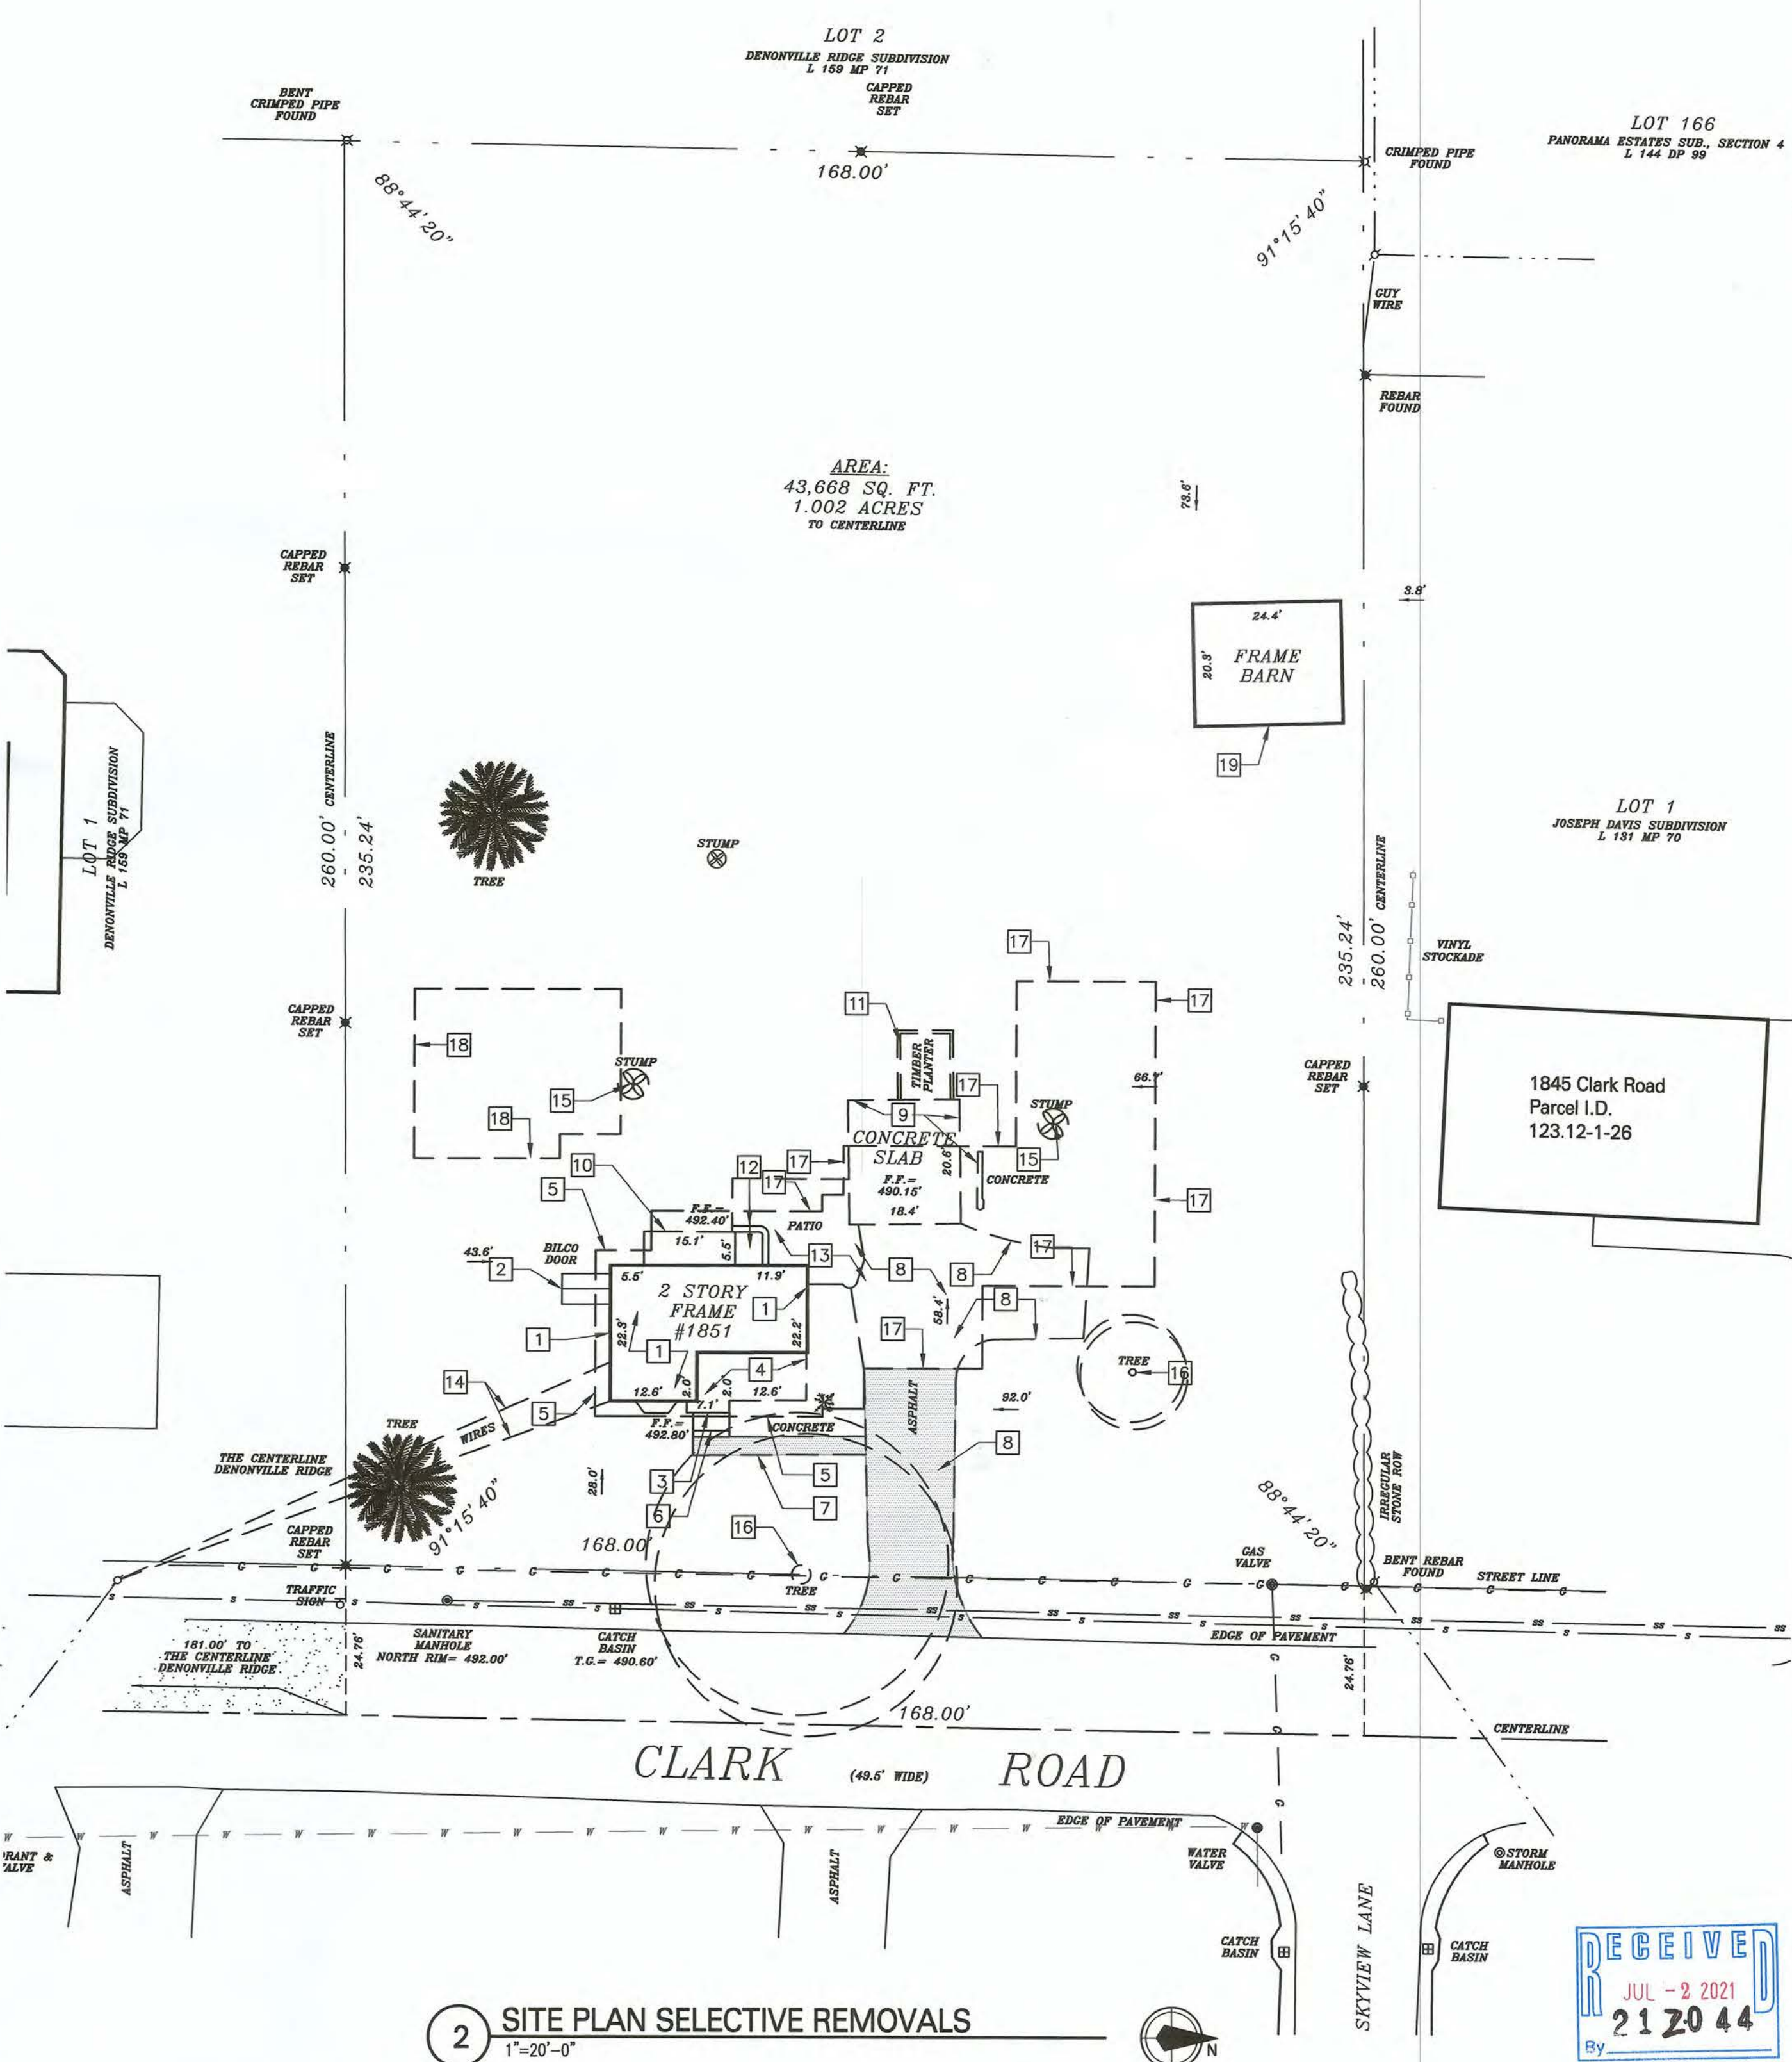 LOT 2
DENONVILLE RIDGE SUBDIVISION
L 159 MP 71
CAPPED
REBAR
SET
BENT
CRIMPED PIPE
FOUND
168.00'
CRIMPED PIPE
FOUND
LOT 166
PANORAMA ESTATES SUB., SECTION 4
L 144 DP 99
88°44'20"
91°15'40"
GUY
WIRE
REBAR
FOUND
AREA:
43,668 SQ. FT.
1.002 ACRES
TO CENTERLINE
73.6'
CAPPED
REBAR
SET
3.8'
24.4'
20.3'
FRAME
BARN
19
LOT 1
DENONVILLE RIDGE SUBDIVISION
L 159 MP 71
260.00' CENTERLINE
235.24'
TREE
STUMP
LOT 1
JOSEPH DAVIS SUBDIVISION
L 131 MP 70
235.24'
260.00' CENTERLINE
VINYL
STOCKADE
17
17
11
CAPPED
REBAR
SET
18
STUMP
15
18
TIMBER
PLANTER
17
66.7'
CAPPED
REBAR
SET
1845 Clark Road
Parcel I.D.
123.12-1-26
9
STUMP
CONCRETE
SLAB
20.6'
F.F.=
490.15'
18.4'
15
CONCRETE
10
12
17
17
5
17
F.F.=
492.40'
PATIO
15.1'
5.5'
13
8
8
17
43.6'
BILCO
DOOR
2
5.5'
11.9'
2 STORY
FRAME
#1851
1
22.3'
22.2'
58.4'
8
1
1
17
4
TREE
16
14
12.6'
2.0'
2.0'
12.6'
7.1'
ASPHALT
92.0'
5
F.F.=
492.80'
CONCRETE
8
TREE
WIRES
THE CENTERLINE
DENONVILLE RIDGE
28.0'
3
5
6
7
91°15'40"
88°44'20"
IRREGULAR
STONE ROW
CAPPED
REBAR
SET
168.00'
16
TREE
GAS
VALVE
BENT REBAR
FOUND
STREET LINE
G G G G G G G G G G G G G G G G
TRAFFIC
SIGN
S S S SS S SS S SS S SS S SS S SS S SS S SS S SS S SS
181.00' TO
THE CENTERLINE
DENONVILLE RIDGE
24.76'
SANITARY
MANHOLE
NORTH RIM= 492.00'
CATCH
BASIN
T.G.= 490.60'
EDGE OF PAVEMENT
24.76'
G
168.00'
G
CENTERLINE
CLARK (49.5' WIDE) ROAD
G
EDGE OF PAVEMENT
W W W W W W W W W W W W W W W W W W
ASPHALT
ASPHALT
WATER
VALVE
STORM
MANHOLE
CATCH
BASIN
SKYVIEW LANE
CATCH
BASIN
2
SITE PLAN SELECTIVE REMOVALS
1"=20'-0"
N
RECEIVED
JUL - 2 2021
21Z044
By